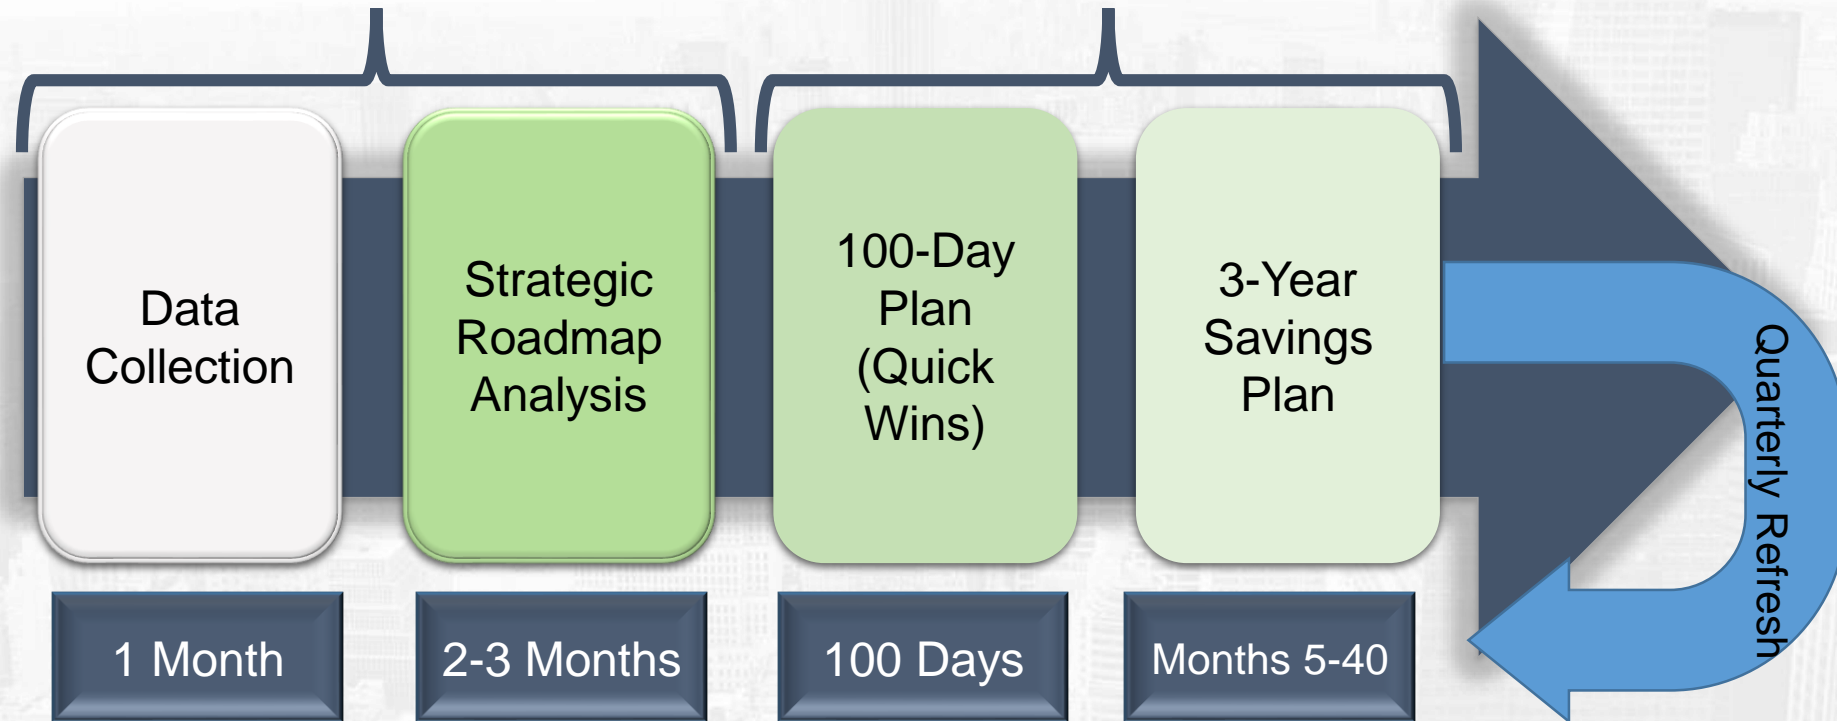 Data
Collection
Strategic
Roadmap
Analysis
100-Day
Plan
(Quick
Wins)
3-Year
Savings
Plan
Quarterly Refresh
1 Month
2-3 Months
100 Days
Months 5-40